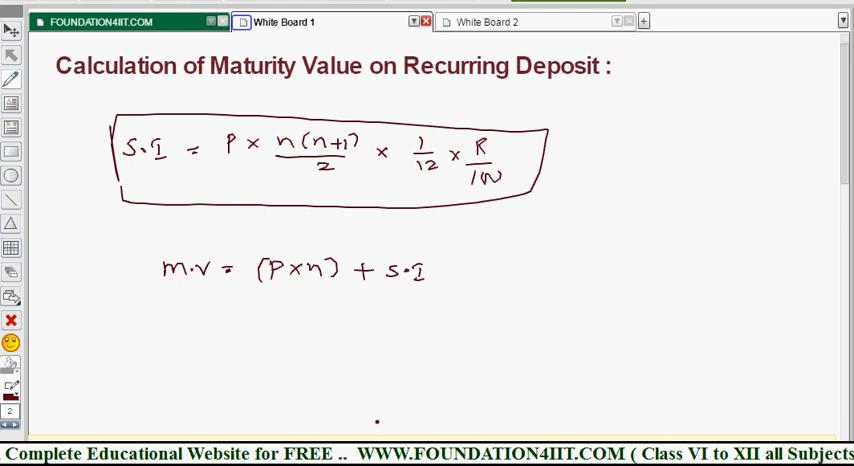 FOUNDATION4IIT.COM White Board 1 White Board 2
Calculation of Maturity Value on Recurring Deposit :
S.I = P × n(n+1)/2 × 1/12 × R/100
M.V = (P×n) + S.I
2
Complete Educational Website for FREE .. WWW.FOUNDATION4IIT.COM ( Class VI to XII all Subjects